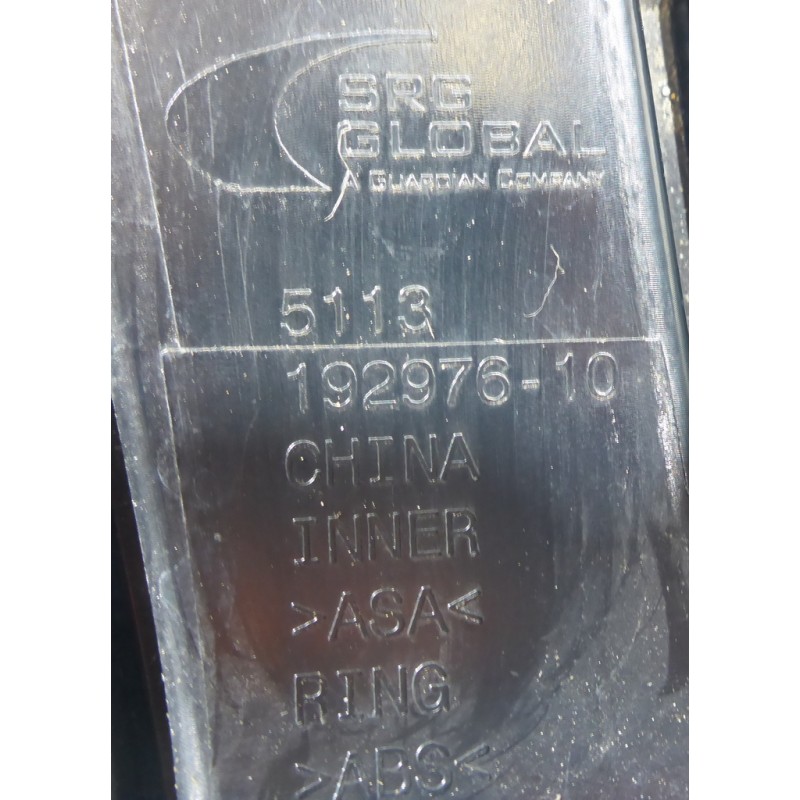 SRG
GLOBAL
A GUARDIAN COMPANY
5113
192976-10
CHINA
INNER
>ASA<
RING
>ABS<